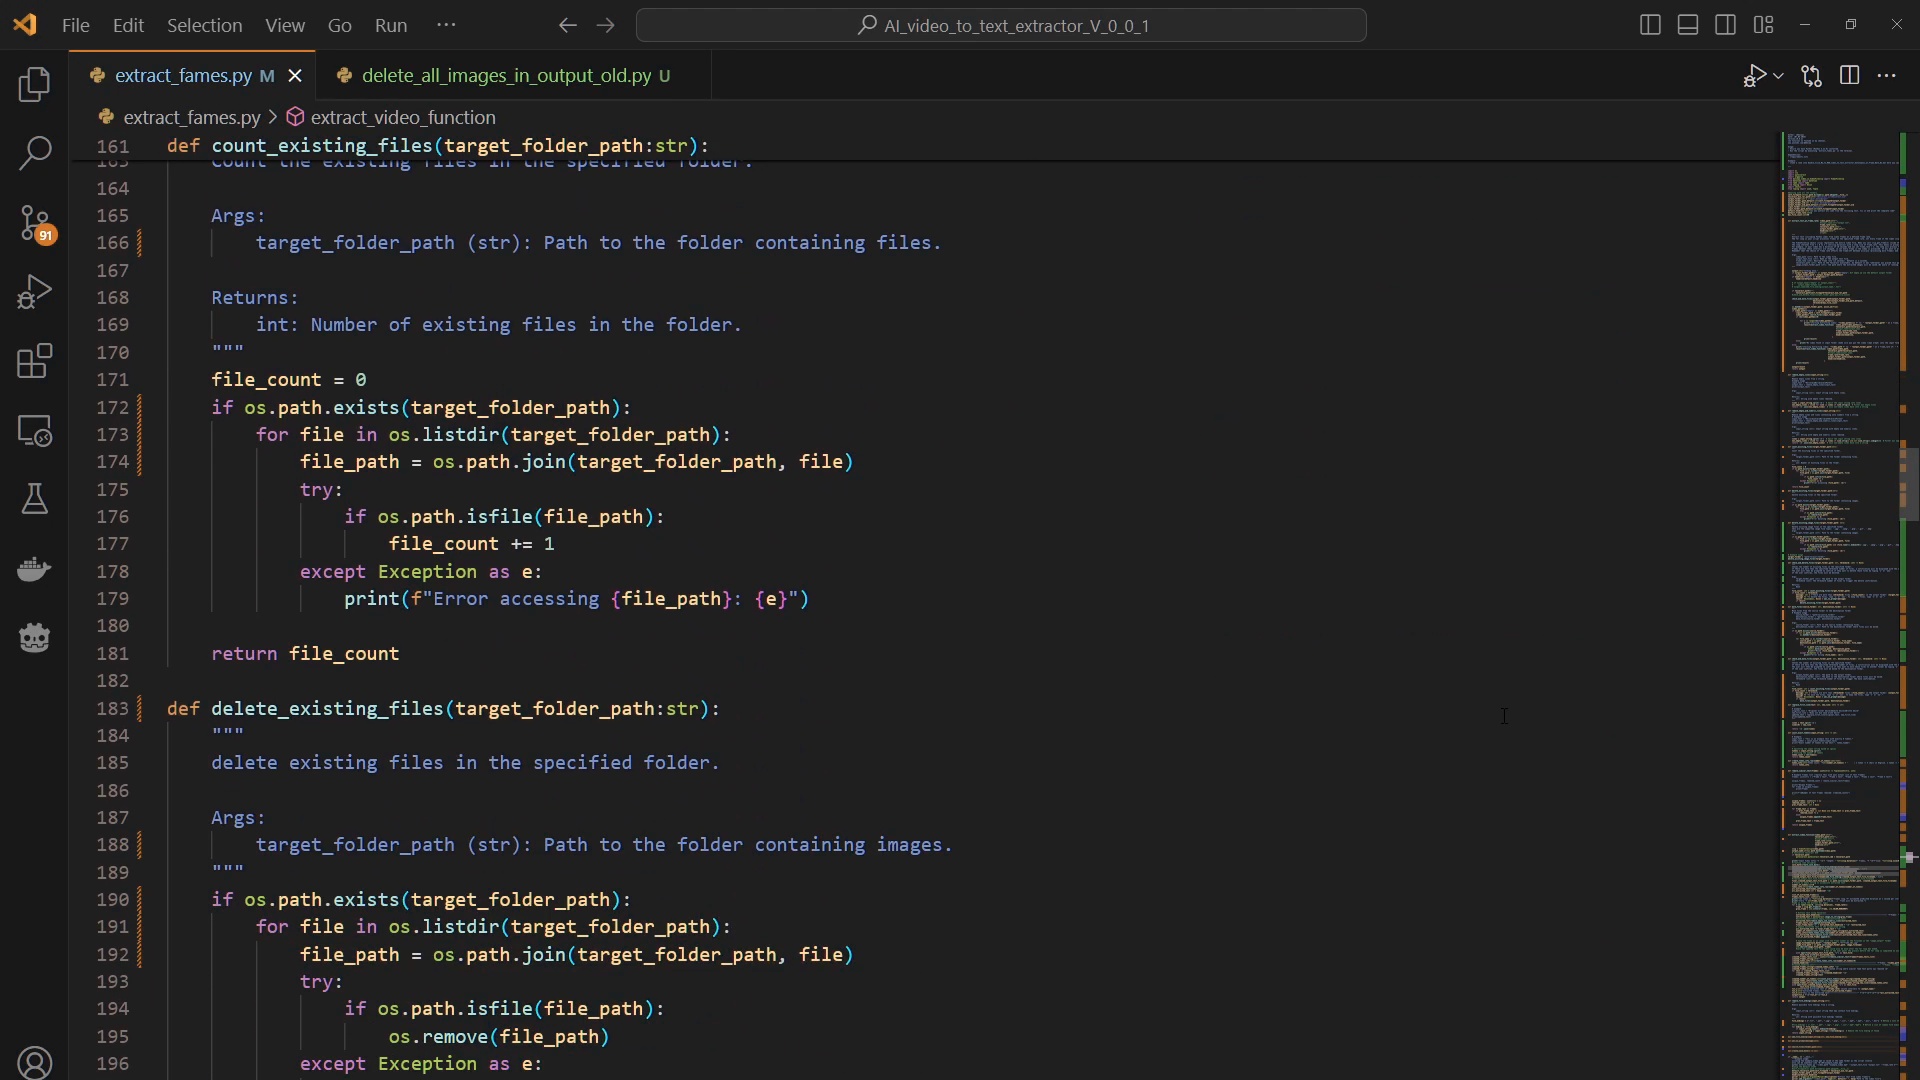 File Edit Selection View Go Run ··· AI_video_to_text_extractor_V_0_0_1
extract_fames.py M delete_all_images_in_output_old.py U
extract_fames.py > extract_video_function
161 def count_existing_files(target_folder_path:str):
163 Count the existing files in the specified folder.
164
165 Args:
166 target_folder_path (str): Path to the folder containing files.
167
168 Returns:
169 int: Number of existing files in the folder.
170 """
171 file_count = 0
172 if os.path.exists(target_folder_path):
173 for file in os.listdir(target_folder_path):
174 file_path = os.path.join(target_folder_path, file)
175 try:
176 if os.path.isfile(file_path):
177 file_count += 1
178 except Exception as e:
179 print(f"Error accessing {file_path}: {e}")
180
181 return file_count
182
183 def delete_existing_files(target_folder_path:str):
184 """
185 delete existing files in the specified folder.
186
187 Args:
188 target_folder_path (str): Path to the folder containing images.
189 """
190 if os.path.exists(target_folder_path):
191 for file in os.listdir(target_folder_path):
192 file_path = os.path.join(target_folder_path, file)
193 try:
194 if os.path.isfile(file_path):
195 os.remove(file_path)
196 except Exception as e:
91